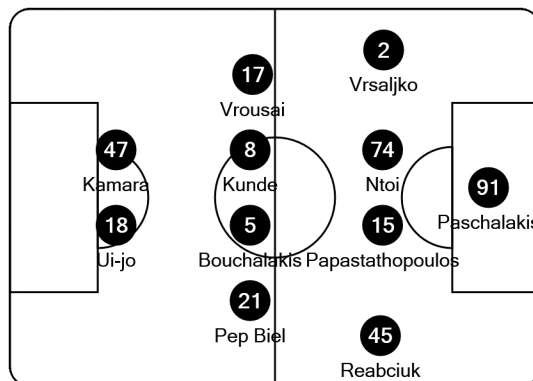 2
Vrsaljko
17
Vrousai
47
Kamara
8
Kunde
74
Ntoi
91
Paschalakis
18
Ui-jo
5
Bouchalakis
15
Papastathopoulos
21
Pep Biel
45
Reabciuk